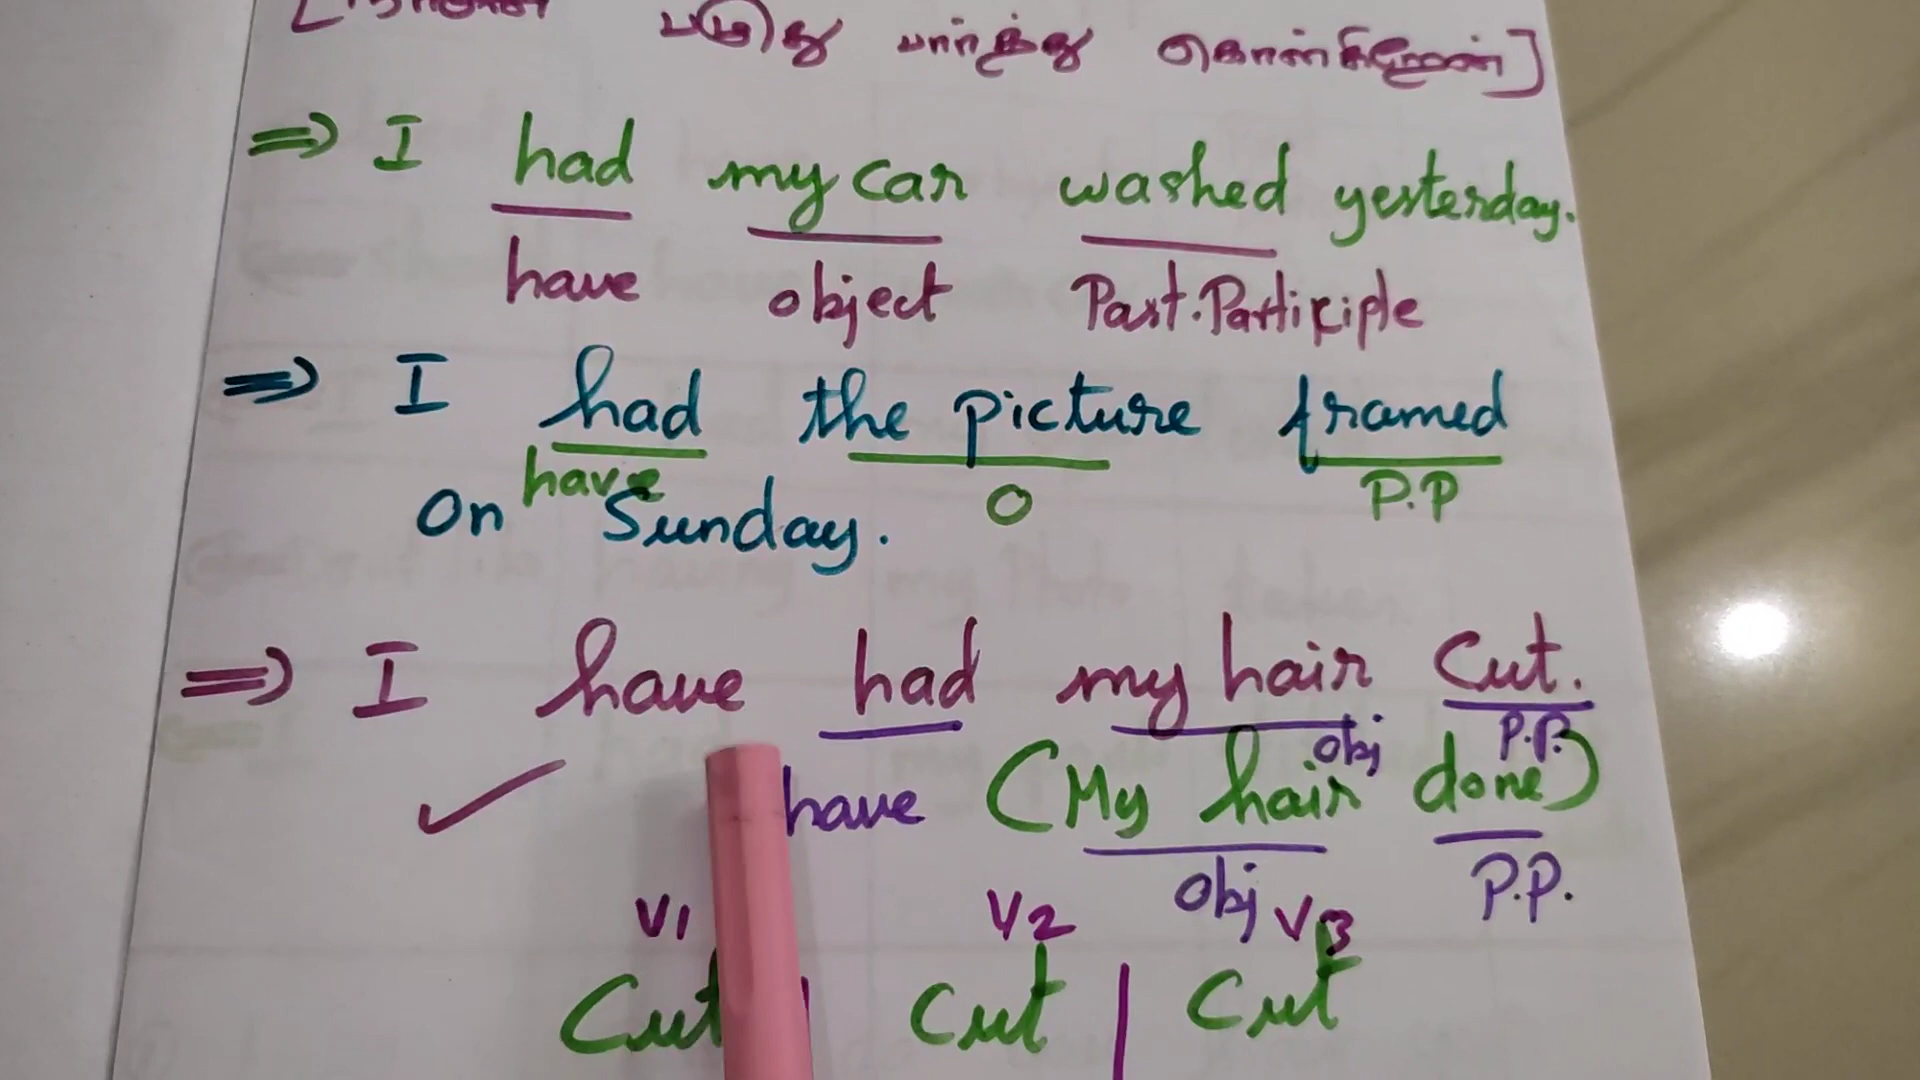 படுத்து பார்த்து கொள்கிறேன்]
⇒ I had my car washed yesterday.
have object Past.Participle
⇒ I had the picture framed
have O P.P
on Sunday.
⇒ I have had my hair cut.
obj P.P.
✓ have (My hair done)
obj P.P.
V1 V2 V3
Cut | Cut | Cut